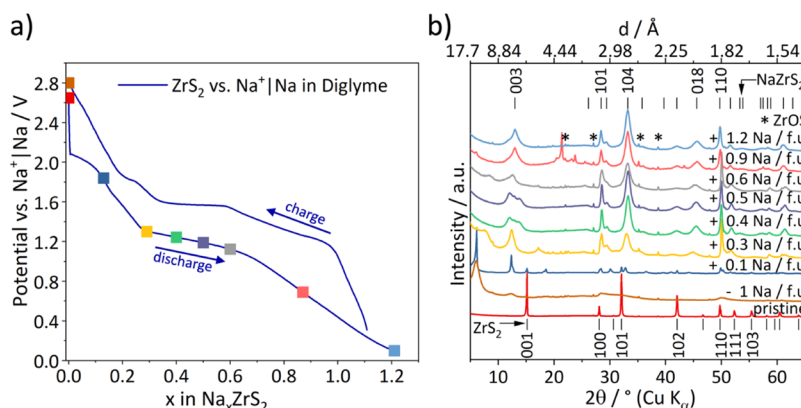 a)
Potential vs. Na⁺|Na / V
2.8
2.4
2.0
1.6
1.2
0.8
0.4
0.0
ZrS₂ vs. Na⁺|Na in Diglyme
charge
discharge
0.0 0.2 0.4 0.6 0.8 1.0 1.2
x in NaₓZrS₂
b)
d / Å
17.7 8.84 4.44 2.98 2.25 1.82 1.54
Intensity / a.u.
003 101 104 018 110
NaZrS₂
* ZrOS
* * * *
+ 1.2 Na / f.u
+ 0.9 Na / f.u
+ 0.6 Na / f.u
+ 0.5 Na / f.u
+ 0.4 Na / f.u
+ 0.3 Na / f.u
+ 0.1 Na / f.u
- 1 Na / f.u
pristine
ZrS₂
001 100 101 102 110 111 103
10 20 30 40 50 60
2θ / ° (Cu Kα)